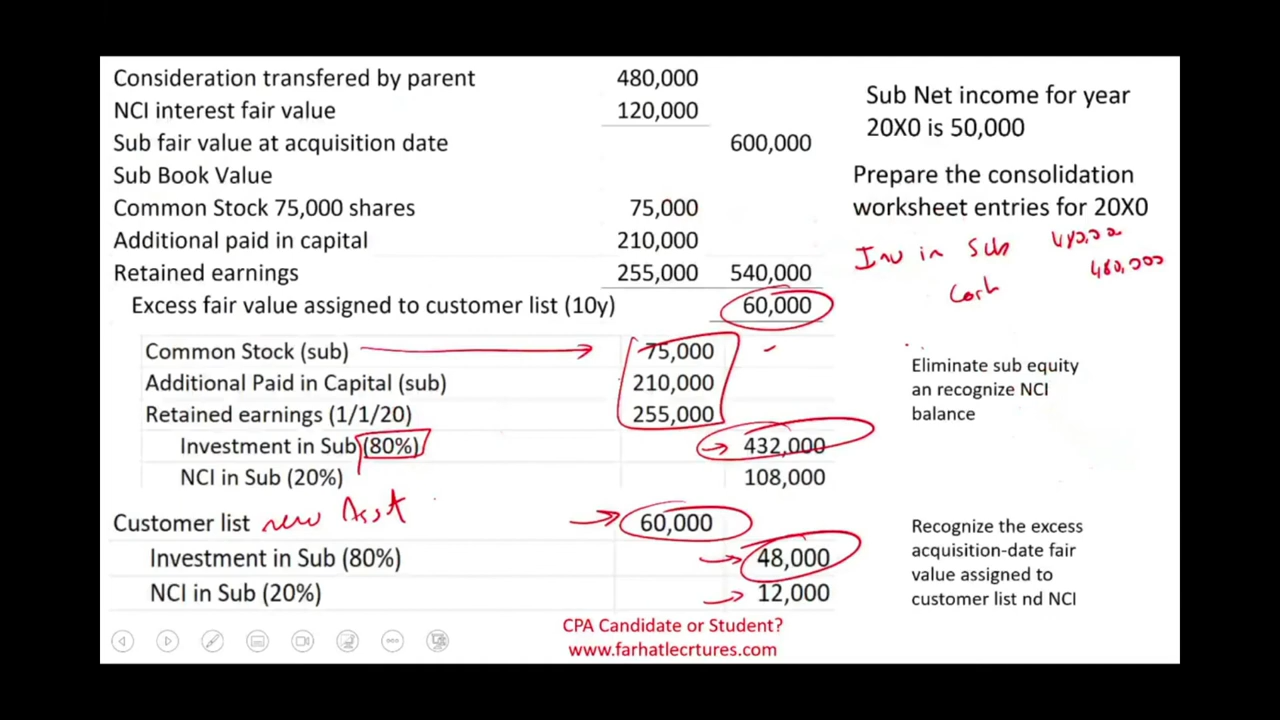 Consideration transfered by parent 480,000
NCI interest fair value 120,000
Sub fair value at acquisition date 600,000
Sub Book Value
Common Stock 75,000 shares 75,000
Additional paid in capital 210,000
Retained earnings 255,000 540,000
Excess fair value assigned to customer list (10y) 60,000
Sub Net income for year
20X0 is 50,000
Prepare the consolidation
worksheet entries for 20X0
Inv in Sub
480,000
Cash
Common Stock (sub) 75,000
Additional Paid in Capital (sub) 210,000
Retained earnings (1/1/20) 255,000
Investment in Sub (80%) 432,000
NCI in Sub (20%) 108,000
Eliminate sub equity
an recognize NCI
balance
Customer list new Asst 60,000
Investment in Sub (80%) 48,000
NCI in Sub (20%) 12,000
Recognize the excess
acquisition-date fair
value assigned to
customer list nd NCI
CPA Candidate or Student?
www.farhatlecrtures.com